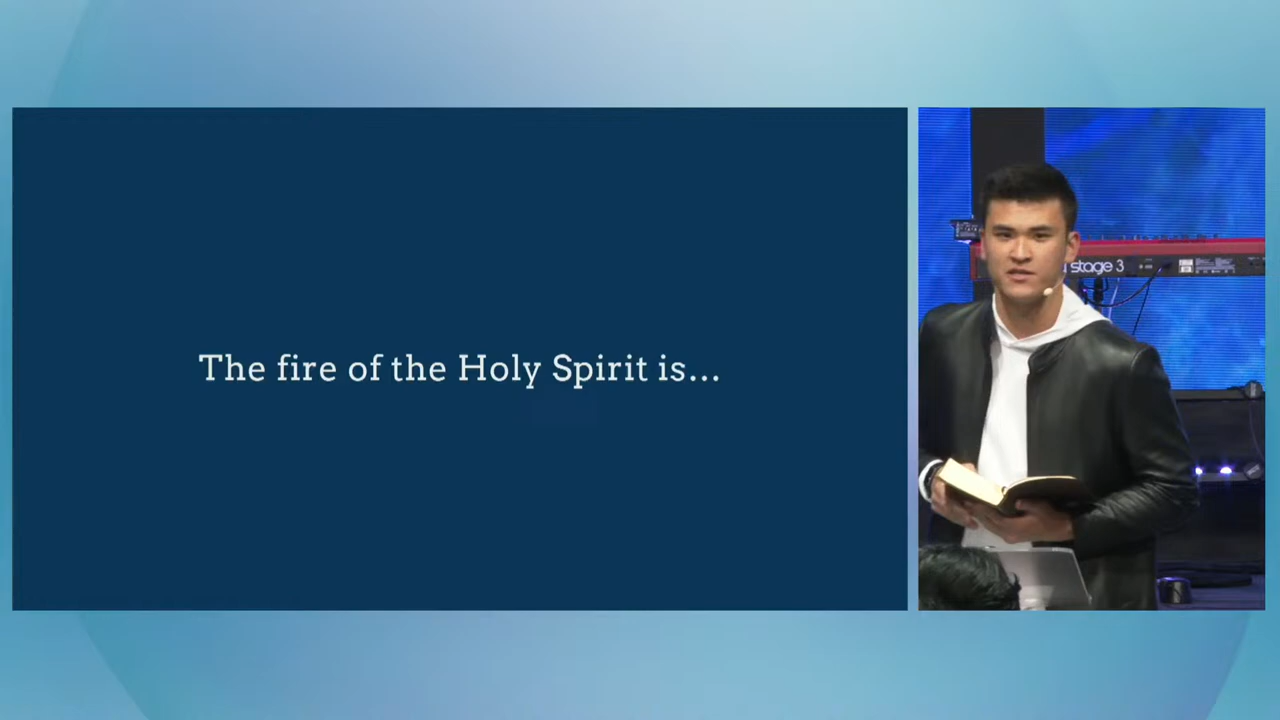 The fire of the Holy Spirit is...
stage 3